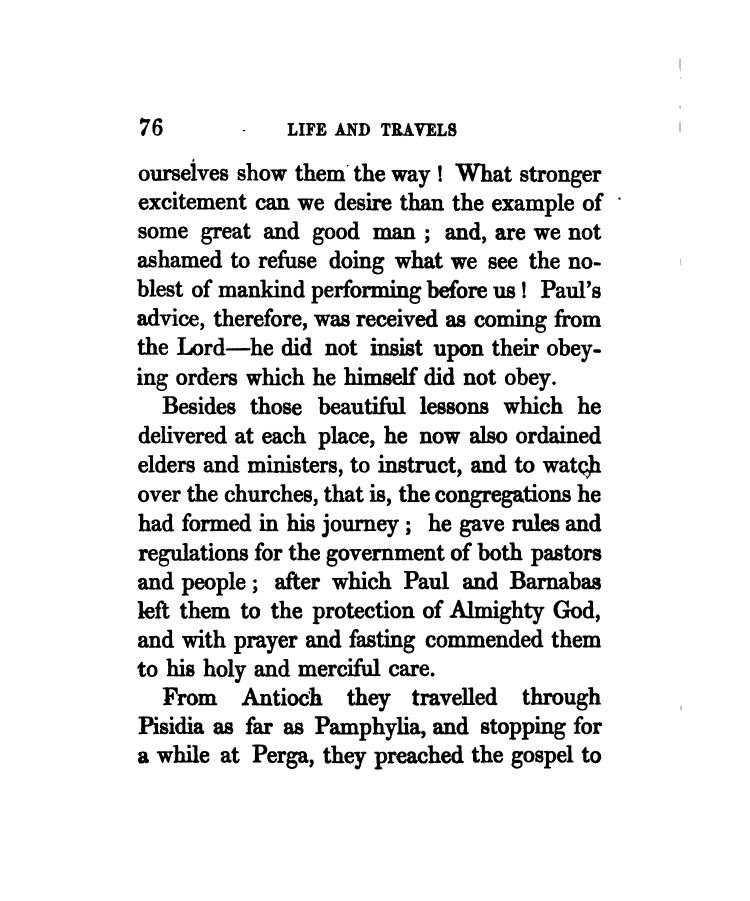 76 LIFE AND TRAVELS
ourselves show them the way ! What stronger
excitement can we desire than the example of
some great and good man ; and, are we not
ashamed to refuse doing what we see the no-
blest of mankind performing before us ! Paul's
advice, therefore, was received as coming from
the Lord—he did not insist upon their obey-
ing orders which he himself did not obey.
Besides those beautiful lessons which he
delivered at each place, he now also ordained
elders and ministers, to instruct, and to watch
over the churches, that is, the congregations he
had formed in his journey ; he gave rules and
regulations for the government of both pastors
and people ; after which Paul and Barnabas
left them to the protection of Almighty God,
and with prayer and fasting commended them
to his holy and merciful care.
From Antioch they travelled through
Pisidia as far as Pamphylia, and stopping for
a while at Perga, they preached the gospel to